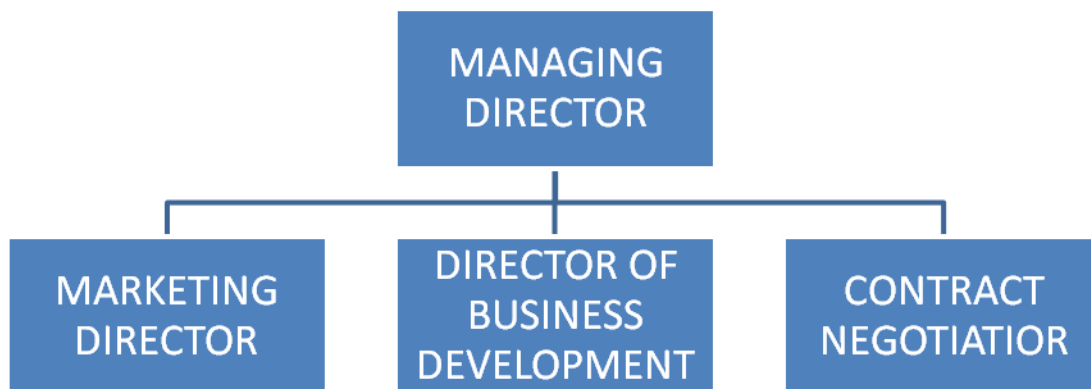 MANAGING
DIRECTOR
MARKETING
DIRECTOR
DIRECTOR OF
BUSINESS
DEVELOPMENT
CONTRACT
NEGOTIATIOR